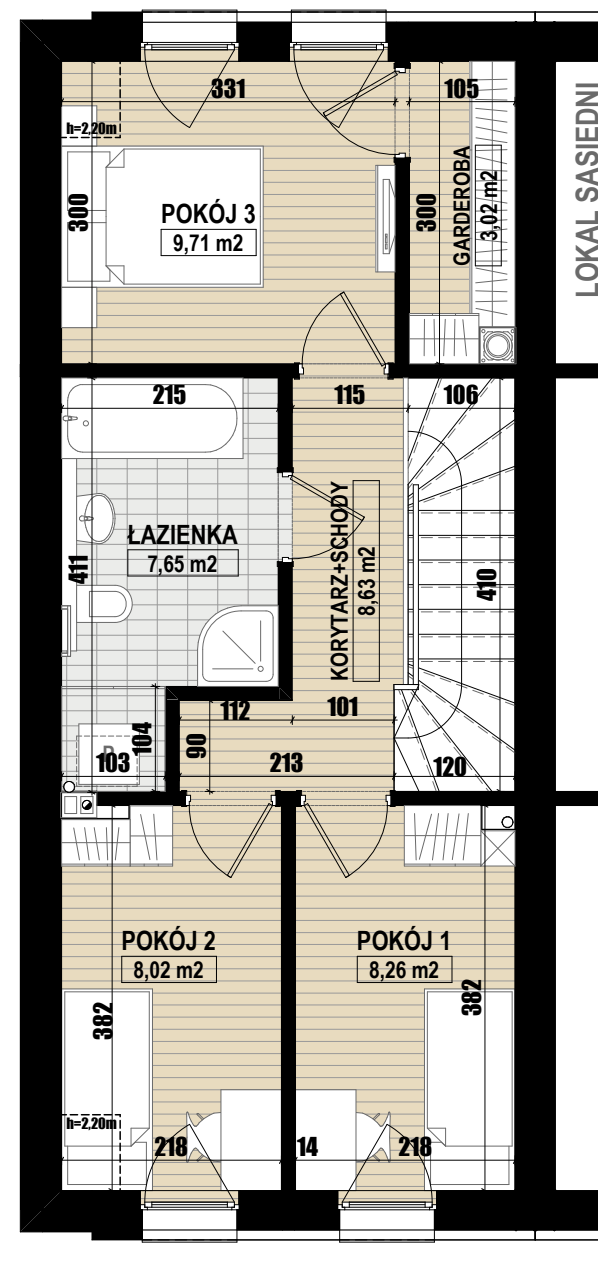 331
105
h=2,20m
300
POKÓJ 3
9,71 m2
300
GARDEROBA
3,02 m2
LOKAL SASIEDNI
215
115
106
ŁAZIENKA
7,65 m2
411
KORYTARZ+SCHODY
8,63 m2
410
112
101
104
90
P
103
213
120
POKÓJ 2
8,02 m2
POKÓJ 1
8,26 m2
382
382
h=2,20m
218
14
218